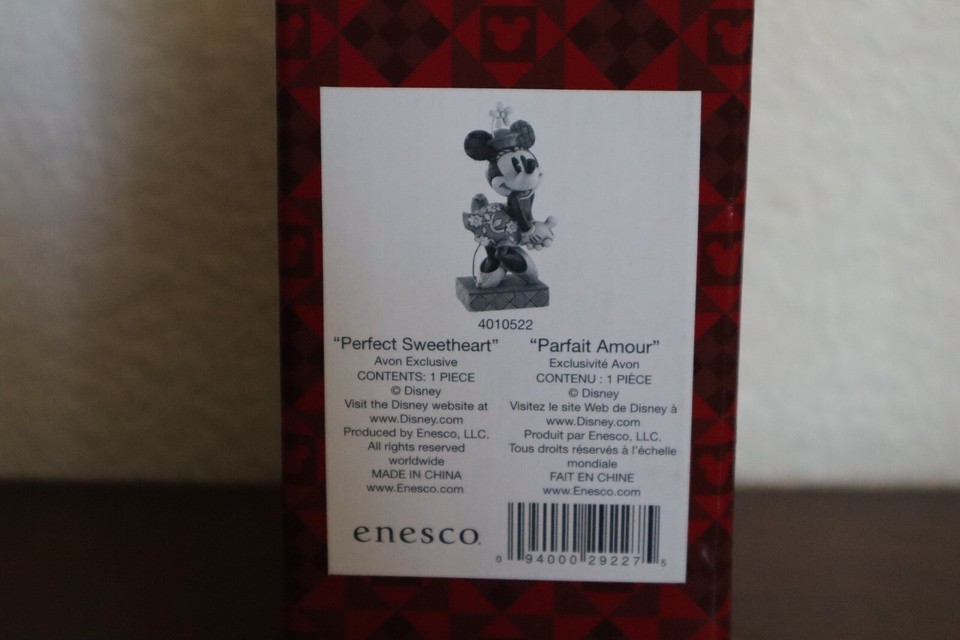 4010522
"Perfect Sweetheart"
Avon Exclusive
CONTENTS: 1 PIECE
© Disney
Visit the Disney website at
www.Disney.com
Produced by Enesco, LLC.
All rights reserved
worldwide
MADE IN CHINA
www.Enesco.com
"Parfait Amour"
Exclusivité Avon
CONTENU : 1 PIÈCE
© Disney
Visitez le site Web de Disney à
www.Disney.com
Produit par Enesco, LLC.
Tous droits réservés à l'échelle
mondiale
FAIT EN CHINE
www.Enesco.com
enesco.
0 94000 29227 5